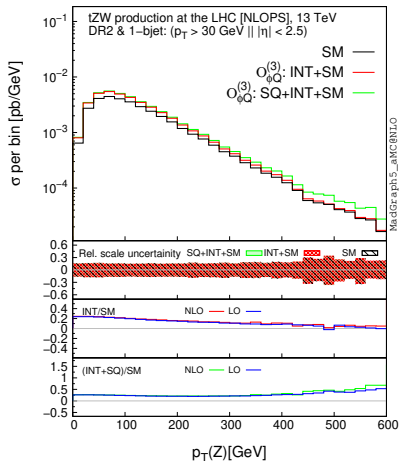 tZW production at the LHC [NLOPS], 13 TeV
DR2 & 1-bjet: (p_T > 30 GeV || |η| < 2.5)
SM
O_ϕQ^(3): INT+SM
O_ϕQ^(3): SQ+INT+SM
σ per bin [pb/GeV]
10^-1
10^-2
10^-3
10^-4
MadGraph5_aMC@NLO
Rel. scale uncertainty SQ+INT+SM INT+SM SM
0.6
0.3
0.0
-0.3
-0.6
INT/SM NLO LO
0.4
0.2
0
-0.2
-0.4
(INT+SQ)/SM NLO LO
1.5
1
0.5
0
-0.5
0 100 200 300 400 500 600
p_T(Z)[GeV]